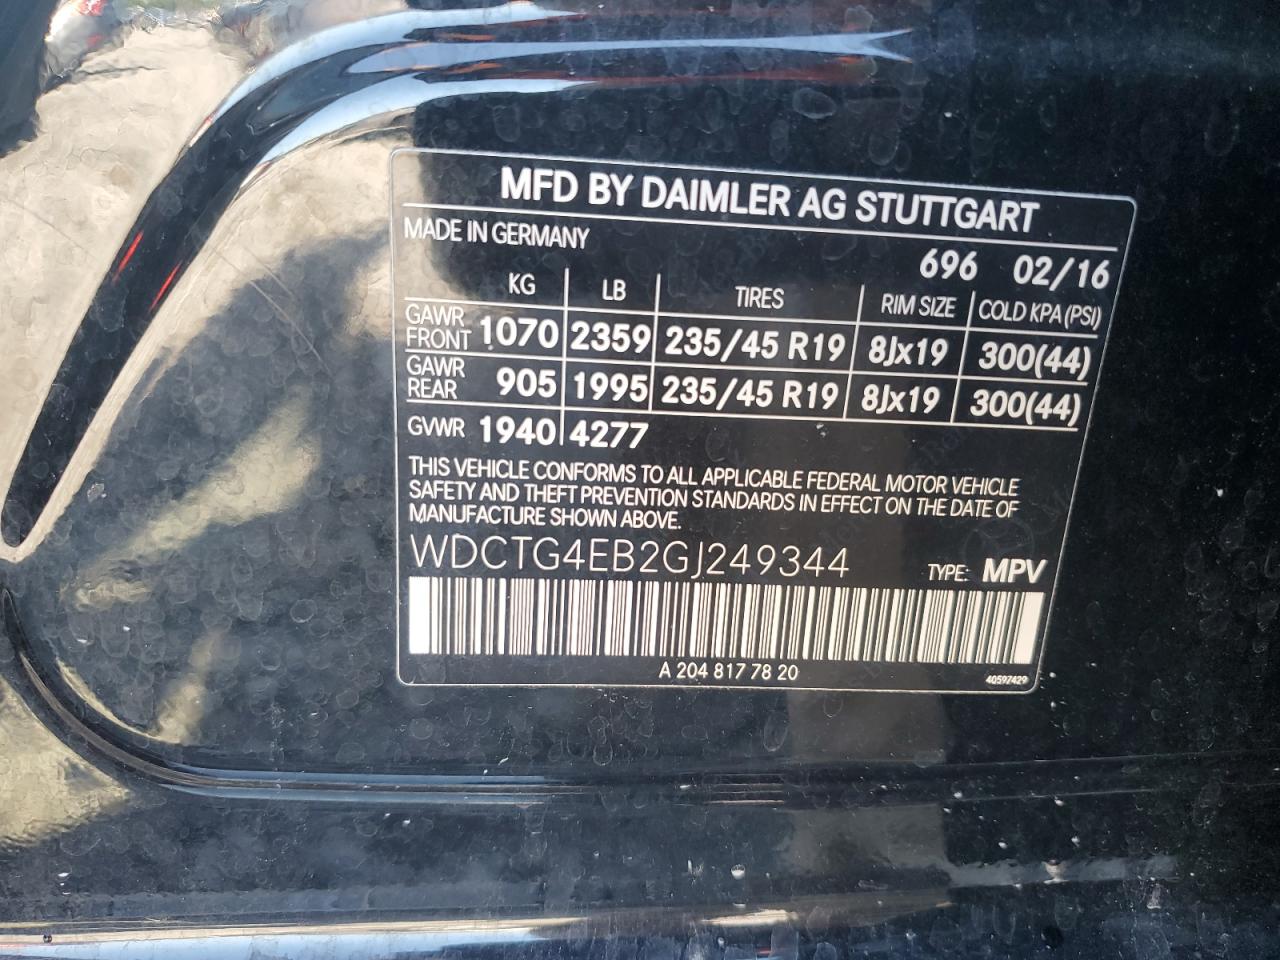 MFD BY DAIMLER AG STUTTGART
MADE IN GERMANY
696 02/16
KG LB TIRES RIM SIZE COLD KPA (PSI)
GAWR FRONT 1070 2359 235/45 R19 8Jx19 300(44)
GAWR REAR 905 1995 235/45 R19 8Jx19 300(44)
GVWR 1940 4277
THIS VEHICLE CONFORMS TO ALL APPLICABLE FEDERAL MOTOR VEHICLE
SAFETY AND THEFT PREVENTION STANDARDS IN EFFECT ON THE DATE OF
MANUFACTURE SHOWN ABOVE.
WDCTG4EB2GJ249344 TYPE: MPV
A 204 817 78 20
40597429